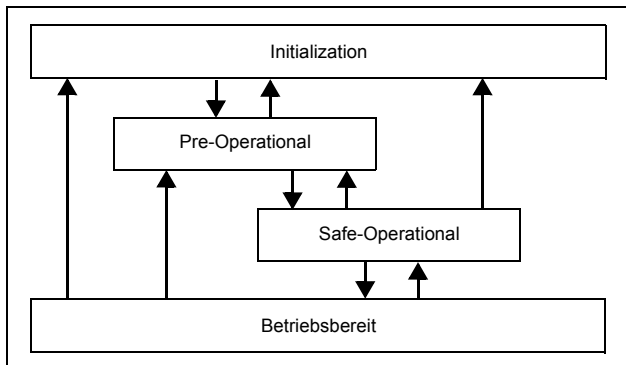 Initialization
Pre-Operational
Safe-Operational
Betriebsbereit